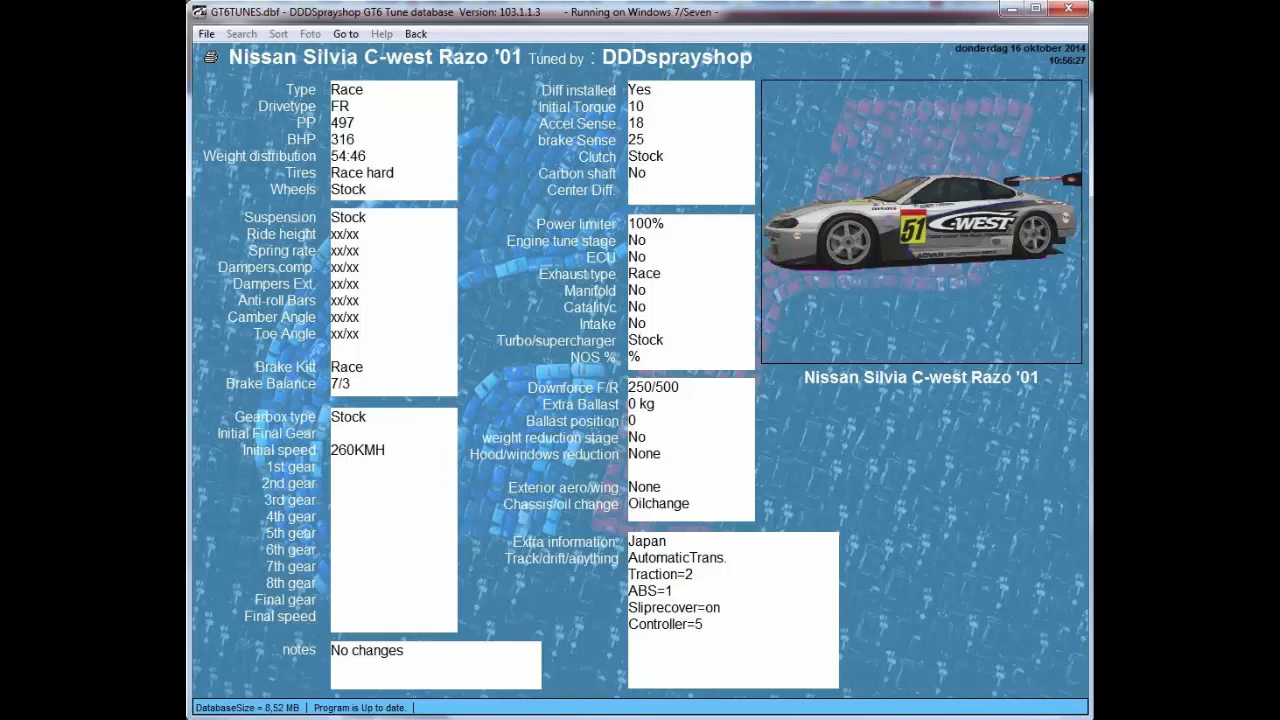 GT6TUNES.dbf - DDDSprayshop GT6 Tune database Version: 103.1.1.3 - Running on Windows 7/Seven -
File Search Sort Foto Go to Help Back
Nissan Silvia C-west Razo '01 Tuned by : DDDsprayshop
donderdag 16 oktober 2014
10:56:27
Type Race
Drivetype FR
PP 497
BHP 316
Weight distribution 54:46
Tires Race hard
Wheels Stock
Suspension Stock
Ride height xx/xx
Spring rate xx/xx
Dampers comp. xx/xx
Dampers Ext. xx/xx
Anti-roll Bars xx/xx
Camber Angle xx/xx
Toe Angle xx/xx
Brake Kitt Race
Brake Balance 7/3
Gearbox type Stock
Initial Final Gear
Initial speed 260KMH
1st gear
2nd gear
3rd gear
4th gear
5th gear
6th gear
7th gear
8th gear
Final gear
Final speed
notes No changes
Diff installed Yes
Initial Torque 10
Accel.Sense 18
brake Sense 25
Clutch Stock
Carbon shaft No
Center Diff.
Power limiter 100%
Engine tune stage No
ECU No
Exhaust type Race
Manifold No
Catalityc No
Intake No
Turbo/supercharger Stock
NOS % %
Downforce F/R 250/500
Extra Ballast 0 kg
Ballast position 0
weight reduction stage No
Hood/windows reduction None
Exterior aero/wing None
Chassis/oil change Oilchange
Extra information: Japan
Track/drift/anything AutomaticTrans.
Traction=2
ABS=1
Sliprecover=on
Controller=5
51 C-WEST
ADVAN
Nissan Silvia C-west Razo '01
DatabaseSize = 8,52 MB | Program is Up to date. |